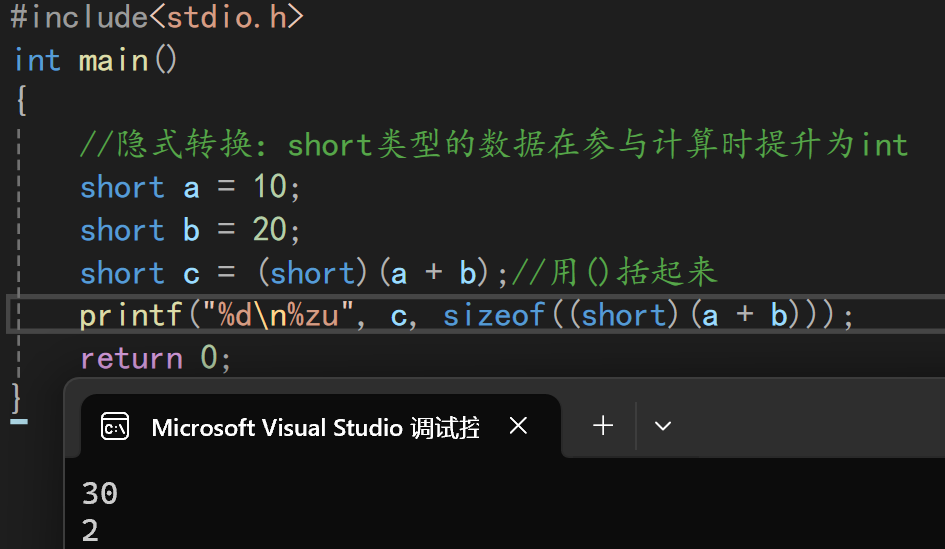 #include<stdio.h>
int main()
{
//隐式转换：short类型的数据在参与计算时提升为int
short a = 10;
short b = 20;
short c = (short)(a + b);//用()括起来
printf("%d\n%zu", c, sizeof((short)(a + b)));
return 0;
}
Microsoft Visual Studio 调试控
30
2